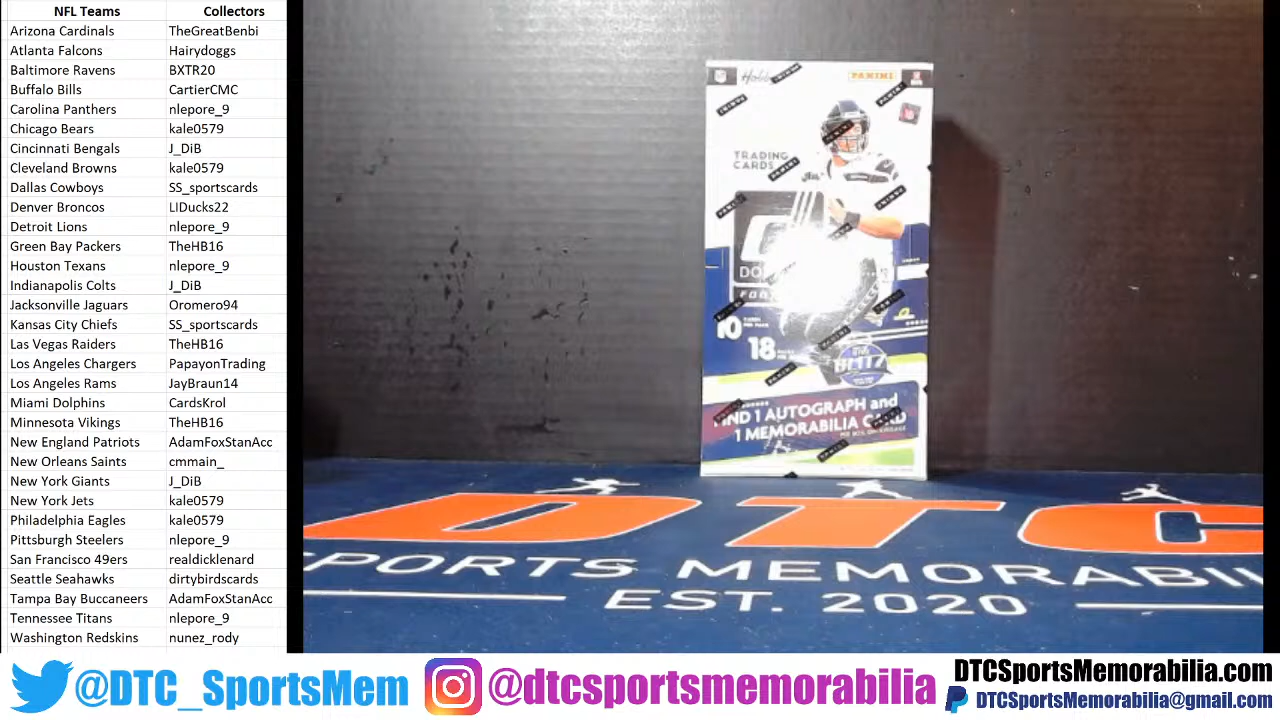 NFL Teams Collectors
Arizona Cardinals TheGreatBenbi
Atlanta Falcons Hairydoggs
Baltimore Ravens BXTR20
Buffalo Bills CartierCMC
Carolina Panthers nlepore_9
Chicago Bears kale0579
Cincinnati Bengals J_DiB
Cleveland Browns kale0579
Dallas Cowboys SS_sportscards
Denver Broncos LIDucks22
Detroit Lions nlepore_9
Green Bay Packers TheHB16
Houston Texans nlepore_9
Indianapolis Colts J_DiB
Jacksonville Jaguars Oromero94
Kansas City Chiefs SS_sportscards
Las Vegas Raiders TheHB16
Los Angeles Chargers PapayonTrading
Los Angeles Rams JayBraun14
Miami Dolphins CardsKrol
Minnesota Vikings TheHB16
New England Patriots AdamFoxStanAcc
New Orleans Saints cmmain_
New York Giants J_DiB
New York Jets kale0579
Philadelphia Eagles kale0579
Pittsburgh Steelers nlepore_9
San Francisco 49ers realdicklenard
Seattle Seahawks dirtybirdscards
Tampa Bay Buccaneers AdamFoxStanAcc
Tennessee Titans nlepore_9
Washington Redskins nunez_rody
PANINI
TRADING
CARDS
10
18
BLITZ
FIND 1 AUTOGRAPH and
1 MEMORABILIA CARD
DTC
SPORTS MEMORABI
EST. 2020
@DTC_SportsMem
@dtcsportsmemorabilia
DTCSportsMemorabilia.com
DTCSportsMemorabilia@gmail.com